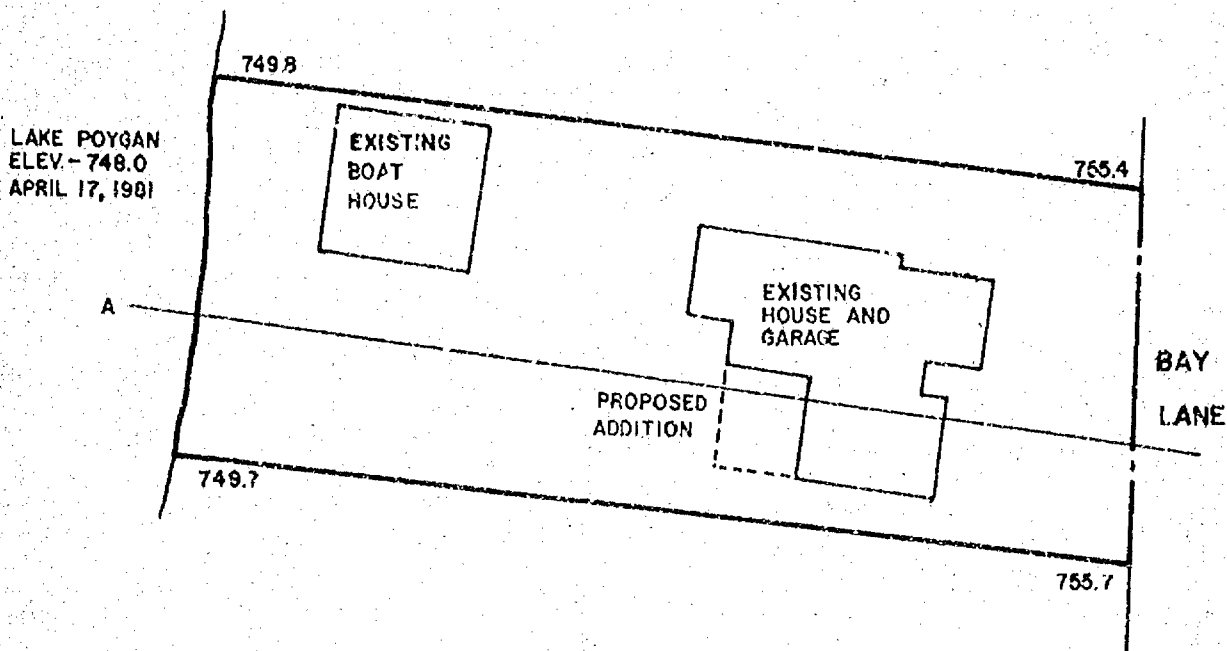 749.8
LAKE POYGAN
ELEV.-748.0
APRIL 17, 1981
EXISTING
BOAT
HOUSE
755.4
A
EXISTING
HOUSE AND
GARAGE
BAY
LANE
PROPOSED
ADDITION
749.7
755.7